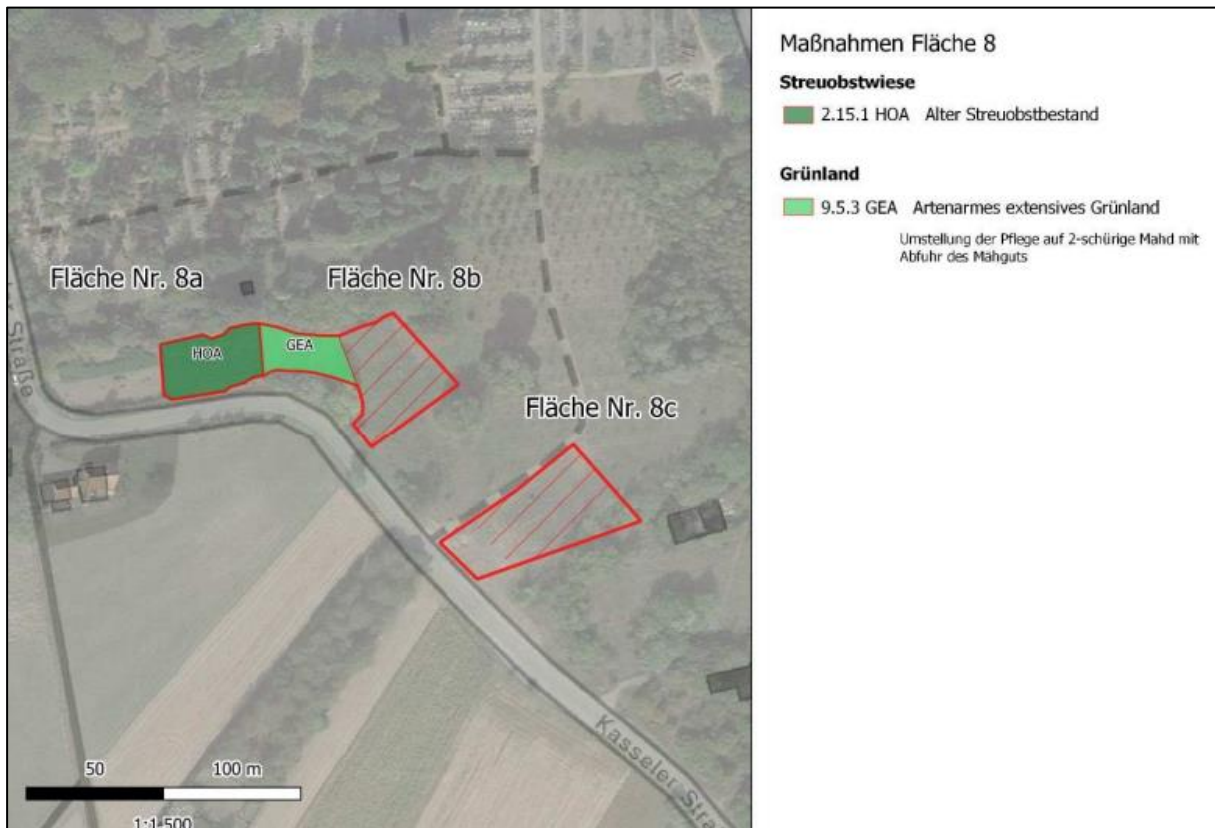 Maßnahmen Fläche 8
Streuobstwiese
2.15.1 HOA Alter Streuobstbestand
Grünland
9.5.3 GEA Artenarmes extensives Grünland
Umstellung der Pflege auf 2-schürige Mahd mit
Abfuhr des Mähguts
Fläche Nr. 8a
Fläche Nr. 8b
HOA
GEA
Straße
Fläche Nr. 8c
Kasseler Stra
50
100 m
1:1.500